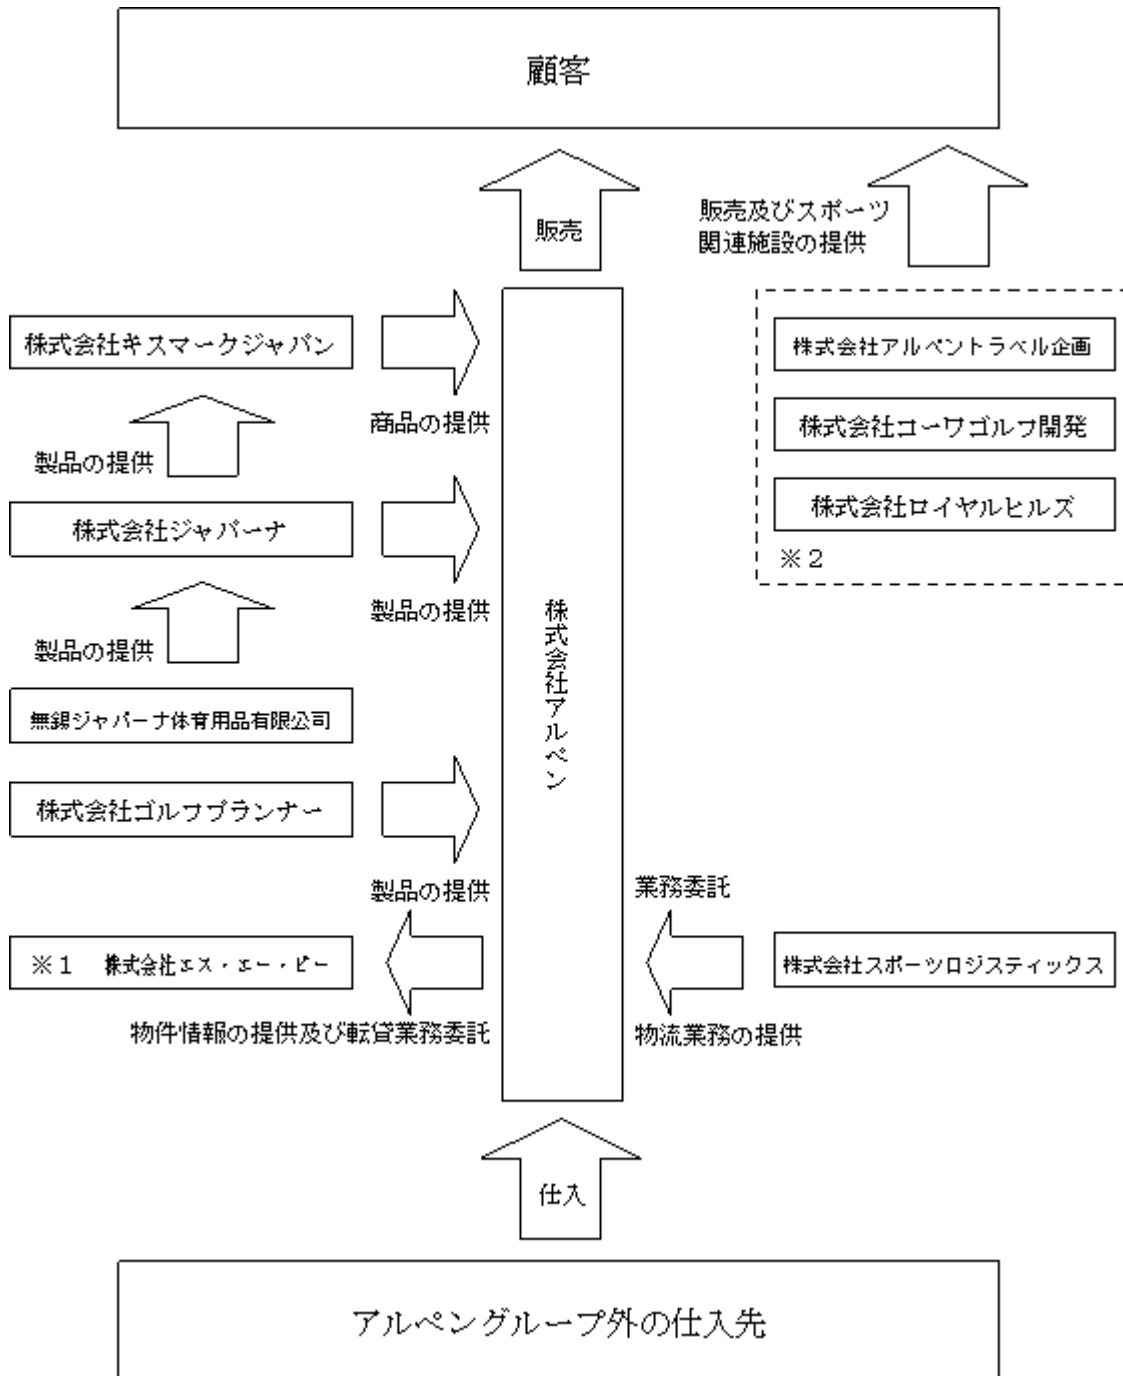 顧客
販売
販売及びスポーツ
関連施設の提供
株式会社キスマークジャパン
商品の提供
製品の提供
株式会社ジャパーナ
製品の提供
製品の提供
無錫ジャパーナ体育用品有限公司
株式会社ゴルフプランナー
製品の提供
※1 株式会社エス・エー・ピー
物件情報の提供及び転貸業務委託
株式会社アルペン
株式会社アルペントラベル企画
株式会社コーワゴルフ開発
株式会社ロイヤルヒルズ
※2
業務委託
株式会社スポーツロジスティックス
物流業務の提供
仕入
アルペングループ外の仕入先